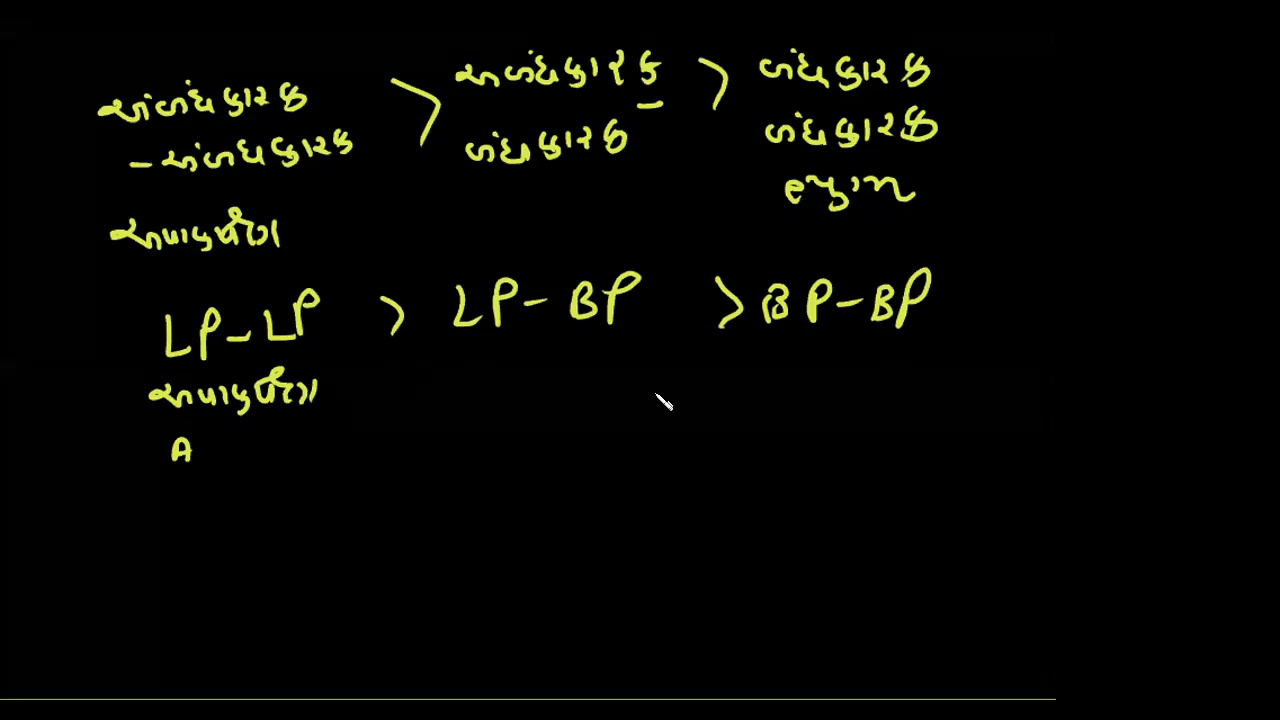 અબંધકારક > અબંધકારક > બંધકારક
- અબંધકારક બંધકારક બંધકારક
અપાકર્ષણ
LP - LP > LP - BP > BP - BP
અપાકર્ષણ
A